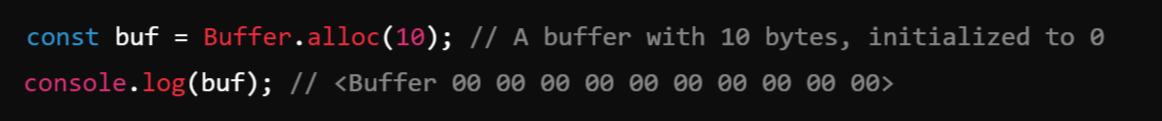 const buf = Buffer.alloc(10); // A buffer with 10 bytes, initialized to 0
console.log(buf); // <Buffer 00 00 00 00 00 00 00 00 00 00>